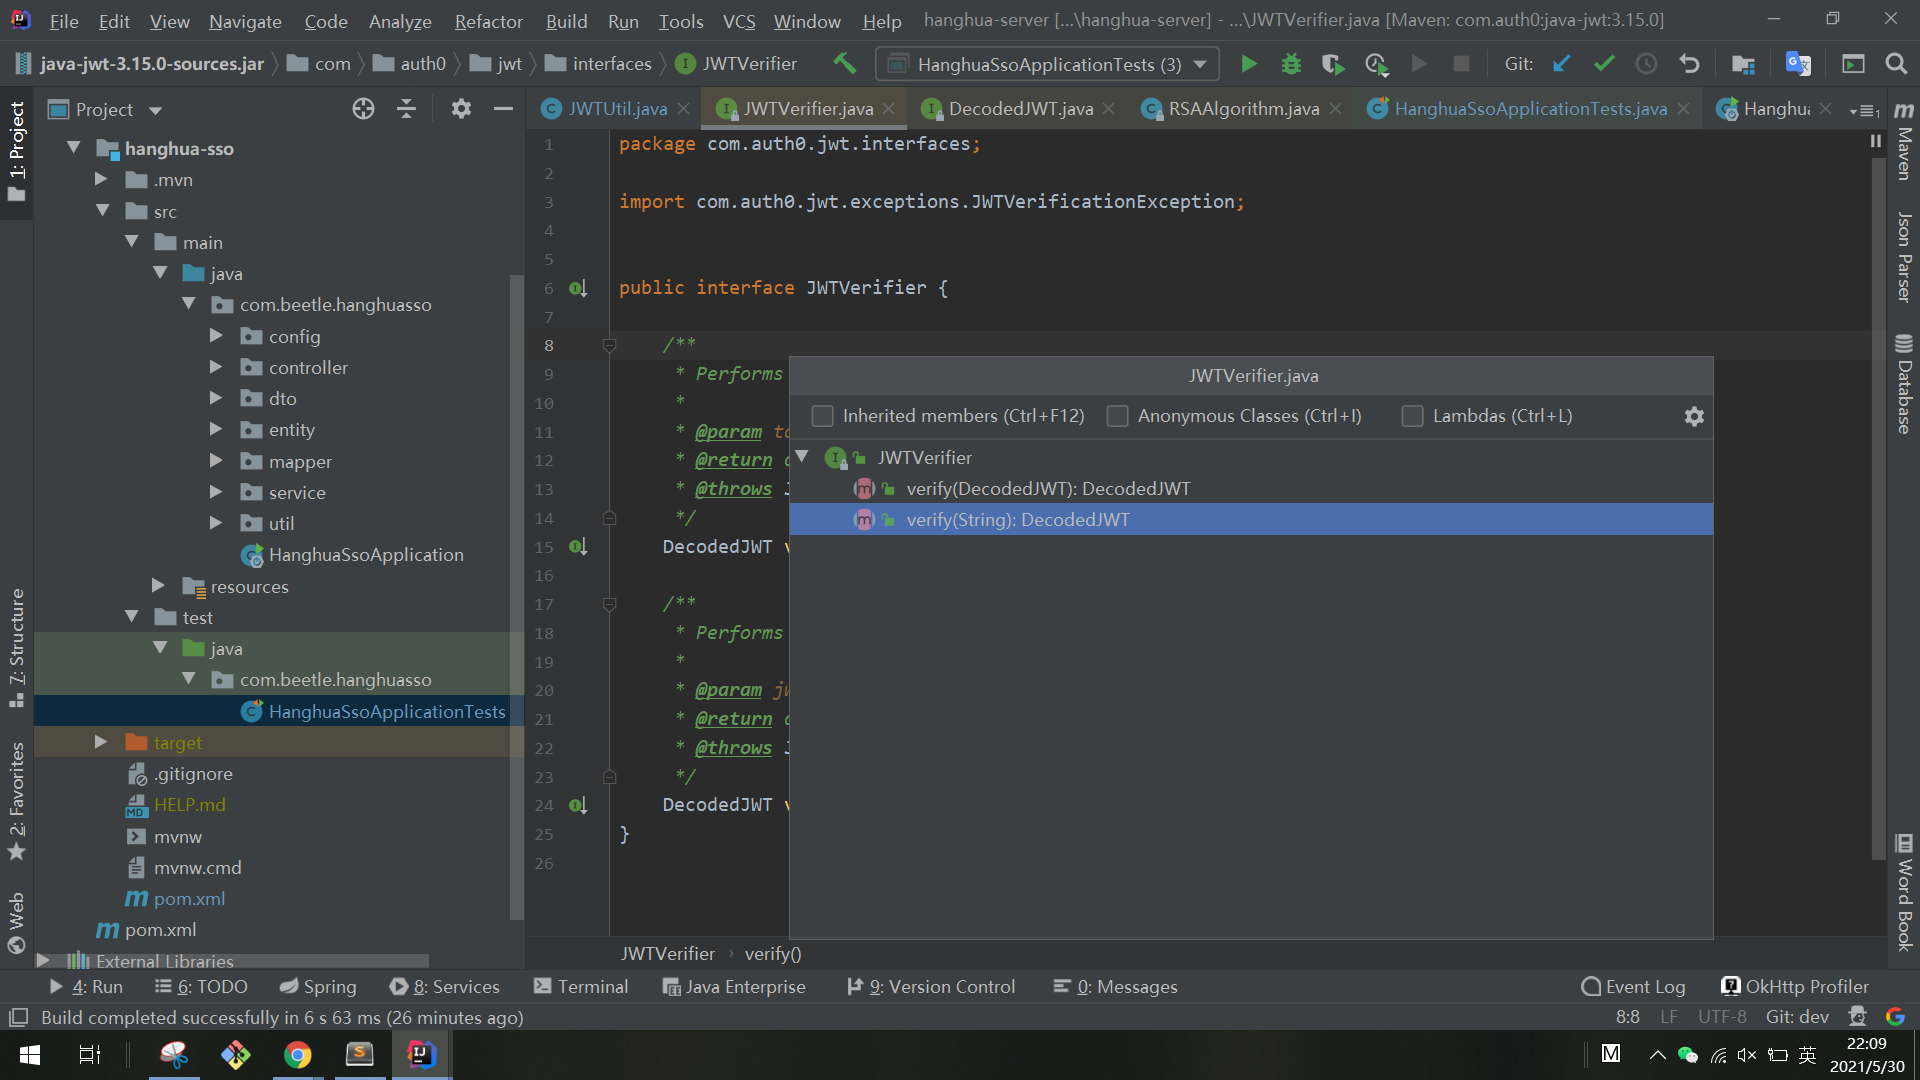 File Edit View Navigate Code Analyze Refactor Build Run Tools VCS Window Help hanghua-server [...\hanghua-server] - ...\JWTVerifier.java [Maven: com.auth0:java-jwt:3.15.0]
java-jwt-3.15.0-sources.jar com auth0 jwt interfaces JWTVerifier HanghuaSsoApplicationTests (3) Git:
Project
JWTUtil.java JWTVerifier.java DecodedJWT.java RSAAlgorithm.java HanghuaSsoApplicationTests.java Hanghu
1: Project
7: Structure
2: Favorites
Web
hanghua-sso
.mvn
src
main
java
com.beetle.hanghuasso
config
controller
dto
entity
mapper
service
util
HanghuaSsoApplication
resources
test
java
com.beetle.hanghuasso
HanghuaSsoApplicationTests
target
.gitignore
HELP.md
mvnw
mvnw.cmd
pom.xml
pom.xml
External Libraries
1 package com.auth0.jwt.interfaces;
2
3 import com.auth0.jwt.exceptions.JWTVerificationException;
4
5
6 public interface JWTVerifier {
7
8 /**
9 * Performs
10 *
11 * @param to
12 * @return
13 * @throws J
14 */
15 DecodedJWT v
16
17 /**
18 * Performs
19 *
20 * @param jw
21 * @return
22 * @throws J
23 */
24 DecodedJWT v
25 }
26
JWTVerifier.java
Inherited members (Ctrl+F12) Anonymous Classes (Ctrl+I) Lambdas (Ctrl+L)
JWTVerifier
verify(DecodedJWT): DecodedJWT
verify(String): DecodedJWT
JWTVerifier › verify()
Maven
Json Parser
Database
Word Book
4: Run 6: TODO Spring 8: Services Terminal Java Enterprise 9: Version Control 0: Messages Event Log OkHttp Profiler
Build completed successfully in 6 s 63 ms (26 minutes ago) 8:8 LF UTF-8 Git: dev
英 22:09
2021/5/30